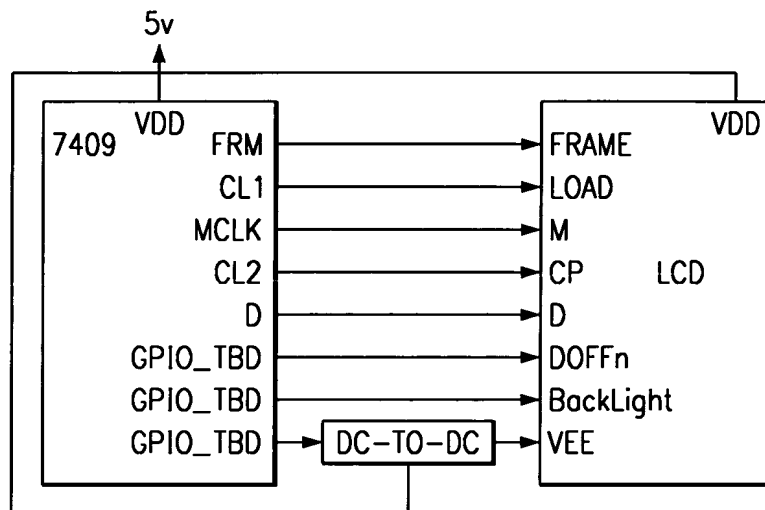 5v
VDD VDD
7409 FRM FRAME
CL1 LOAD
MCLK M
CL2 CP LCD
D D
GPIO_TBD DOFFn
GPIO_TBD BackLight
GPIO_TBD DC-TO-DC VEE